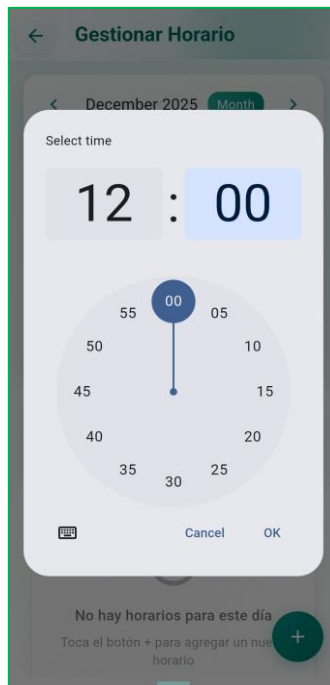 Gestionar Horario
December 2025 Month
Select time
12 : 00
00
55 05
50 10
45 15
40 20
35 25
30
Cancel OK
No hay horarios para este día
Toca el botón + para agregar un nue
horario
+